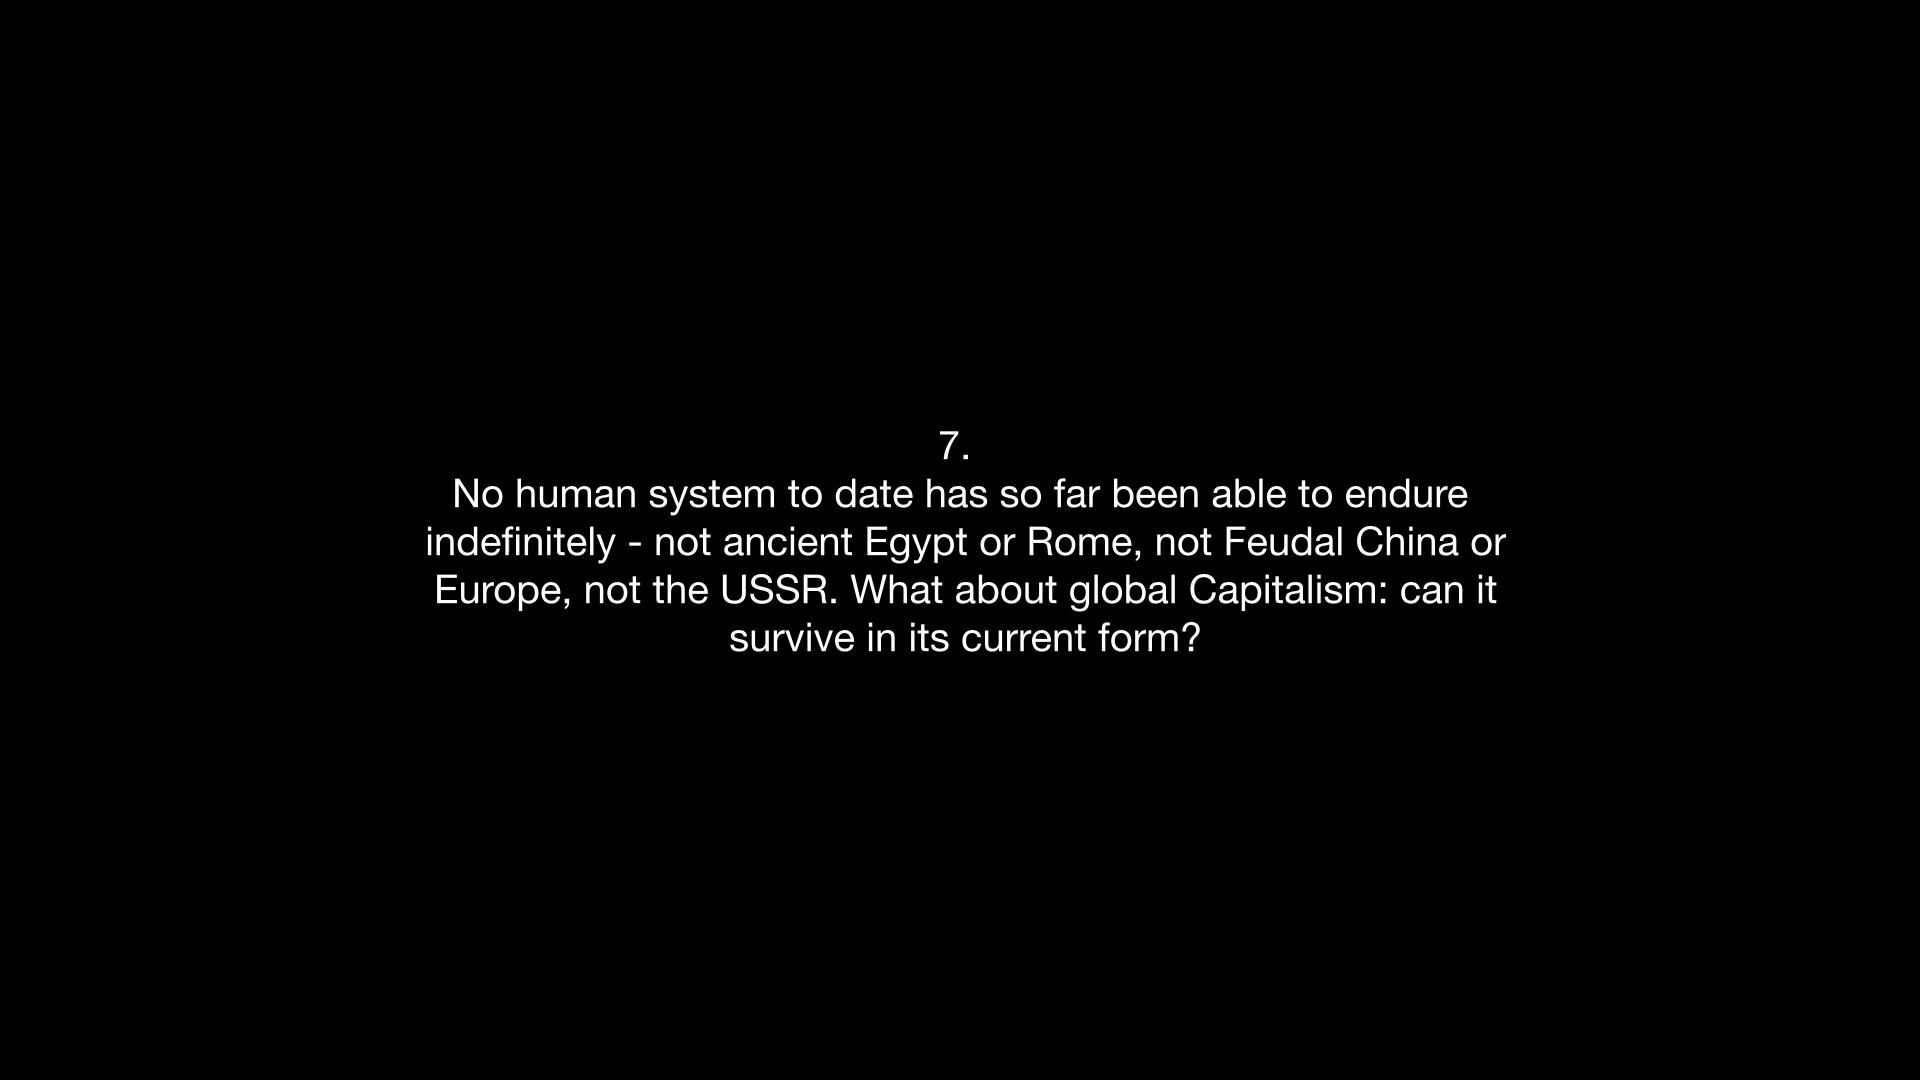 7.
No human system to date has so far been able to endure
indefinitely - not ancient Egypt or Rome, not Feudal China or
Europe, not the USSR. What about global Capitalism: can it
survive in its current form?